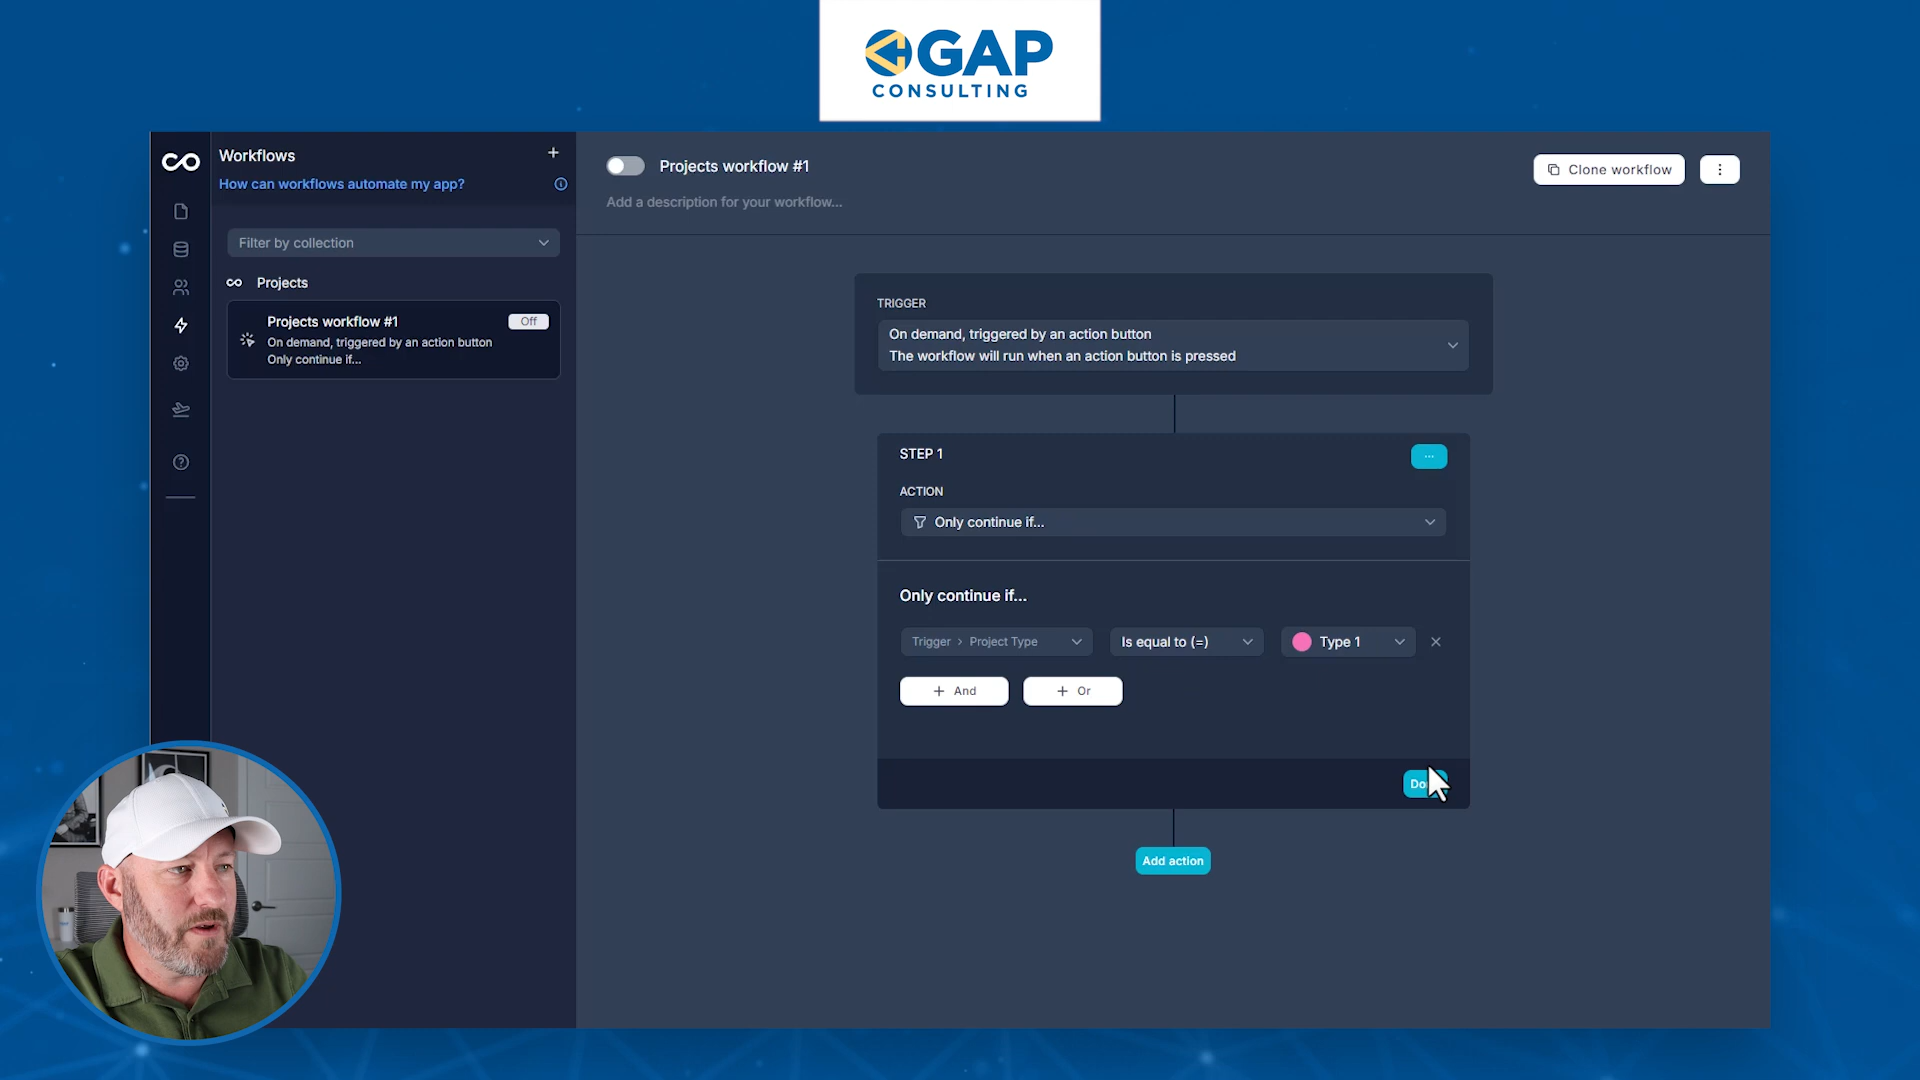 GAP
CONSULTING
Workflows
How can workflows automate my app?
Filter by collection
Projects
Projects workflow #1
Off
On demand, triggered by an action button
Only continue if...
Projects workflow #1
Add a description for your workflow...
Clone workflow
TRIGGER
On demand, triggered by an action button
The workflow will run when an action button is pressed
STEP 1
ACTION
Only continue if...
Only continue if...
Trigger > Project Type
Is equal to (=)
Type 1
+ And
+ Or
Add action